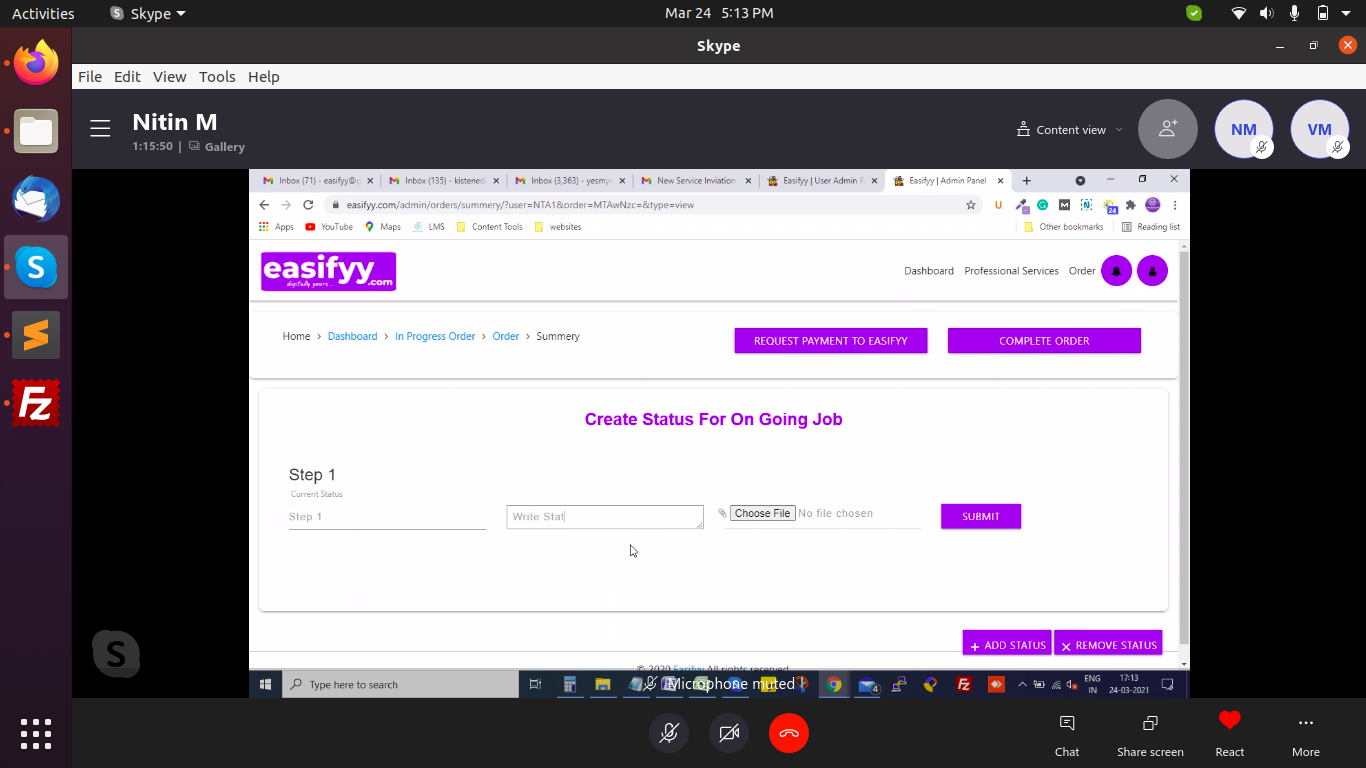 Activities Skype Mar 24 5:13 PM
Skype
File Edit View Tools Help
Nitin M
1:15:50 | Gallery
Content view
NM
VM
Inbox (71) - easifyy@g Inbox (135) - kistened Inbox (3,363) - yesmy New Service Inviation Easifyy | User Admin P Easifyy | Admin Panel
easifyy.com/admin/orders/summery/?user=NTA1&order=MTAwNzc=&type=view
24
Apps YouTube Maps LMS Content Tools websites Other bookmarks Reading list
easifyy.com
digitally yours...
Dashboard Professional Services Order
Home > Dashboard > In Progress Order > Order > Summery
REQUEST PAYMENT TO EASIFYY
COMPLETE ORDER
Create Status For On Going Job
Step 1
Current Status
Step 1
Write Stat
Choose File No file chosen
SUBMIT
+ ADD STATUS
× REMOVE STATUS
© 2020 Easifyy All rights reserved
Type here to search
Microphone muted
4
ENG
IN
17:13
24-03-2021
Chat
Share screen
React
More